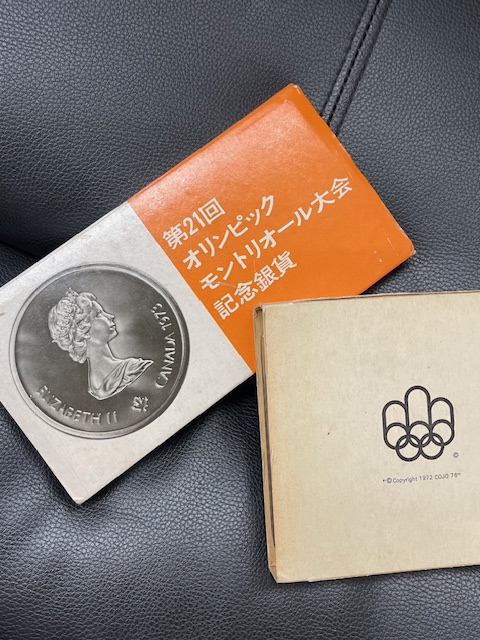 第21回
オリンピック
モントリオール大会
記念銀貨
ELIZABETH II
CANADA 1973
©
©Copyright 1972 COJO 76